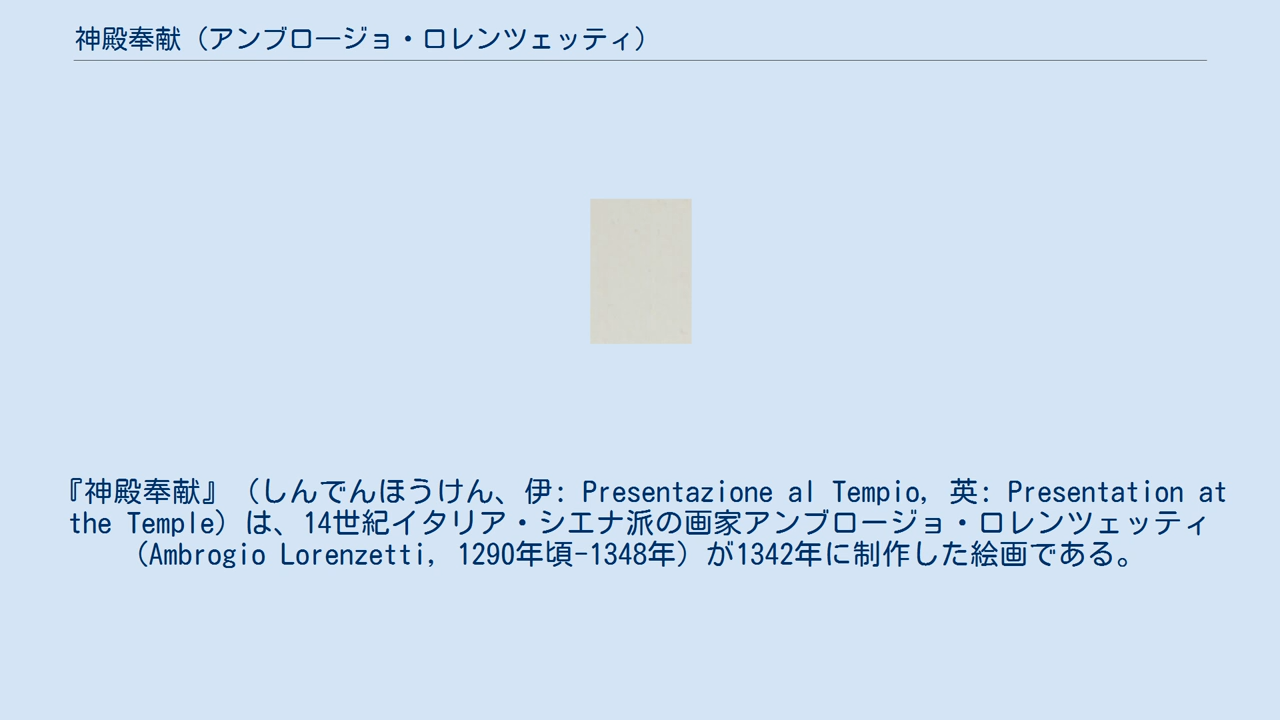 神殿奉献（アンブロージョ・ロレンツェッティ）
『神殿奉献』（しんでんほうけん、伊: Presentazione al Tempio, 英: Presentation at
the Temple）は、14世紀イタリア・シエナ派の画家アンブロージョ・ロレンツェッティ
（Ambrogio Lorenzetti, 1290年頃-1348年）が1342年に制作した絵画である。